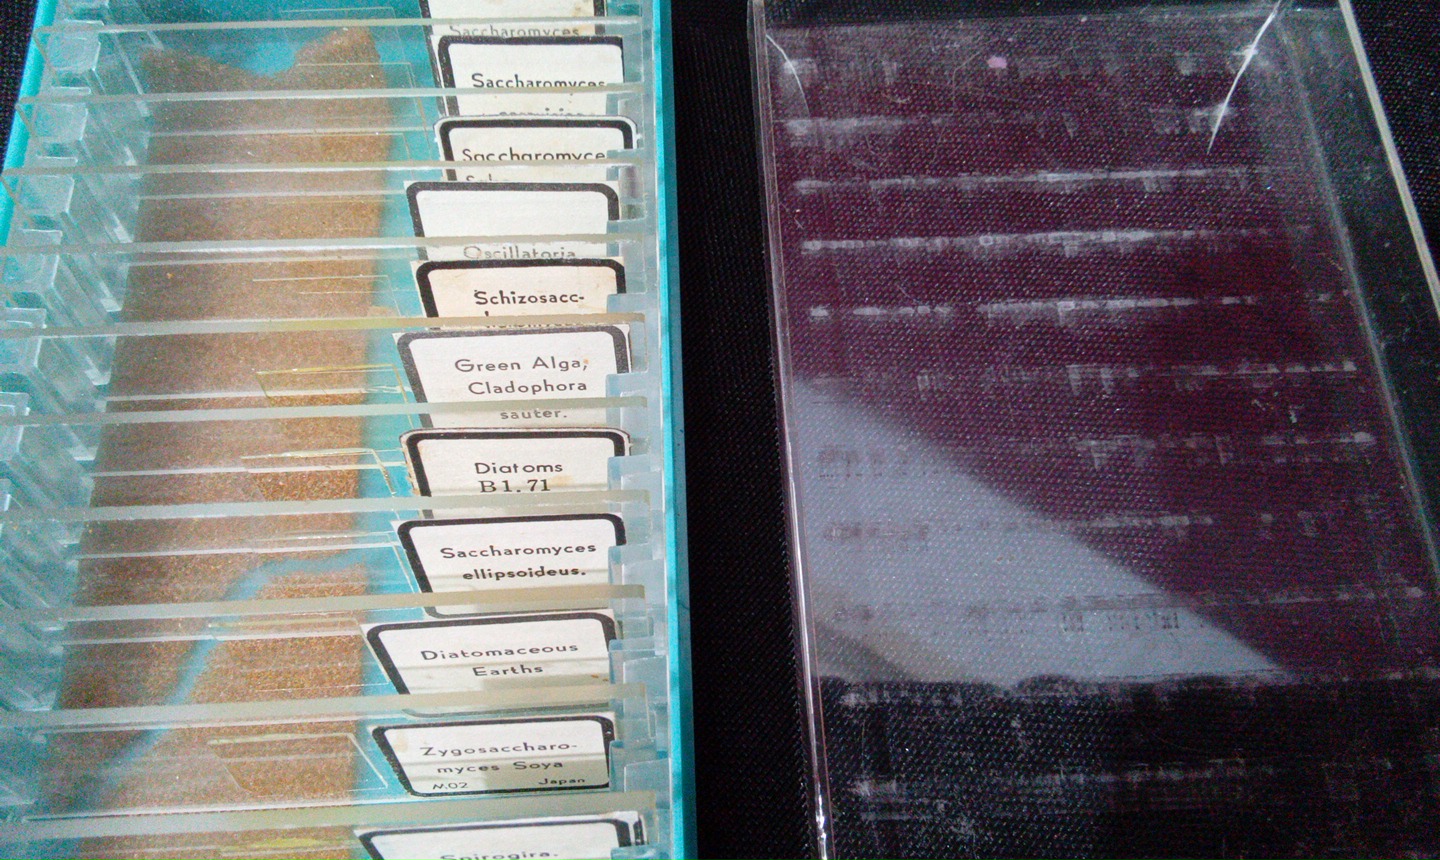 Saccharomyces
Saccharomyces
Saccharomyce
Oscillatoria
Schizosacc-
Green Alga;
Cladophora
sauter.
Diatoms
B1.71
Saccharomyces
ellipsoideus.
Diatomaceous
Earths
Zygosaccharo-
myces Soya
N.02 Japan
Spirogira.